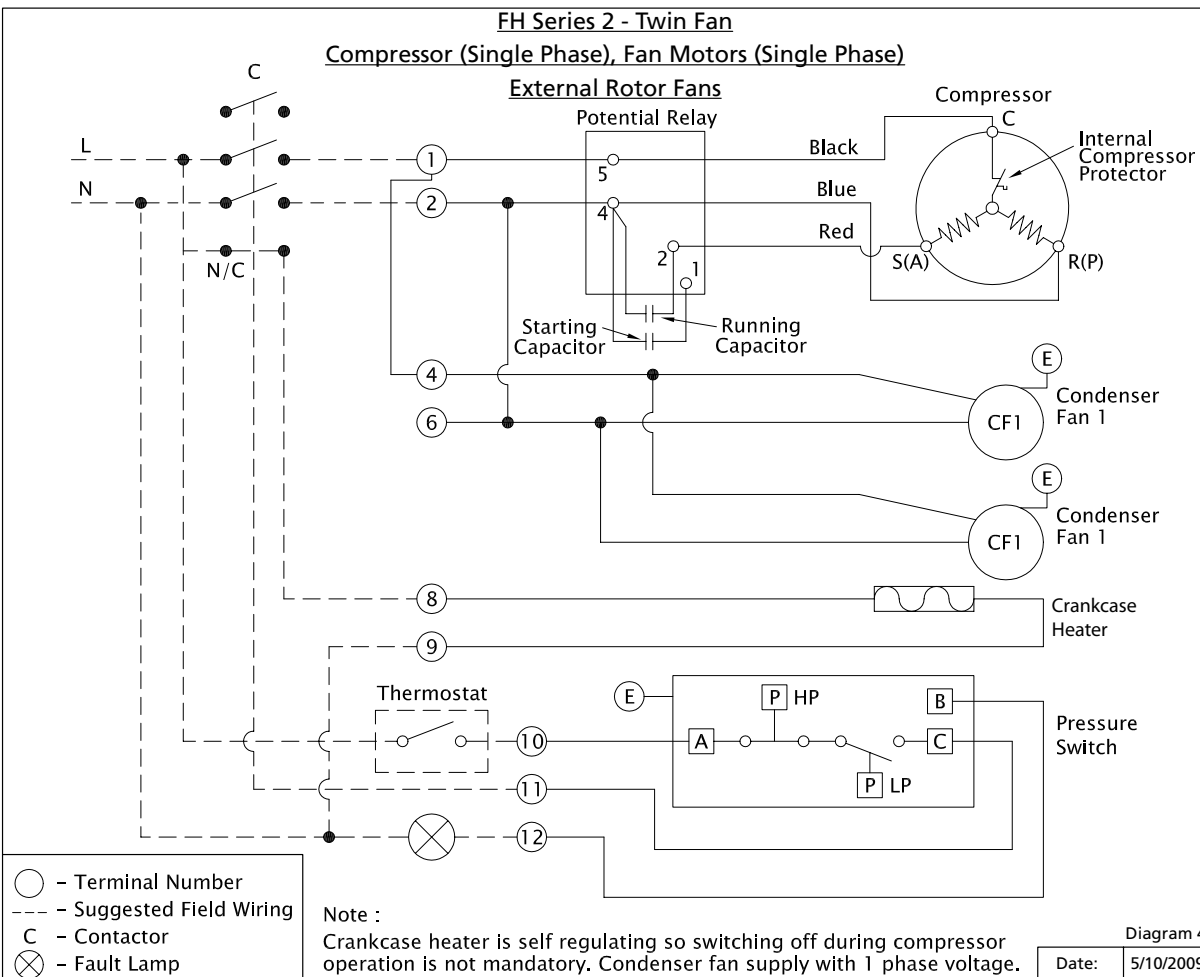 FH Series 2 - Twin Fan
Compressor (Single Phase), Fan Motors (Single Phase)
External Rotor Fans
C
Potential Relay
Compressor
C
L
1
5
Black
Internal
Compressor
Protector
N
2
4
Blue
2
Red
S(A)
R(P)
N/C
1
Starting
Capacitor
Running
Capacitor
4
E
Condenser
Fan 1
CF1
6
E
Condenser
Fan 1
CF1
8
Crankcase
Heater
9
Thermostat
E
P HP
B
Pressure
Switch
10
A
C
P LP
11
12
- Terminal Number
---- - Suggested Field Wiring
C - Contactor
- Fault Lamp
Note :
Crankcase heater is self regulating so switching off during compressor
operation is not mandatory. Condenser fan supply with 1 phase voltage.
Diagram 4
Date: 5/10/200